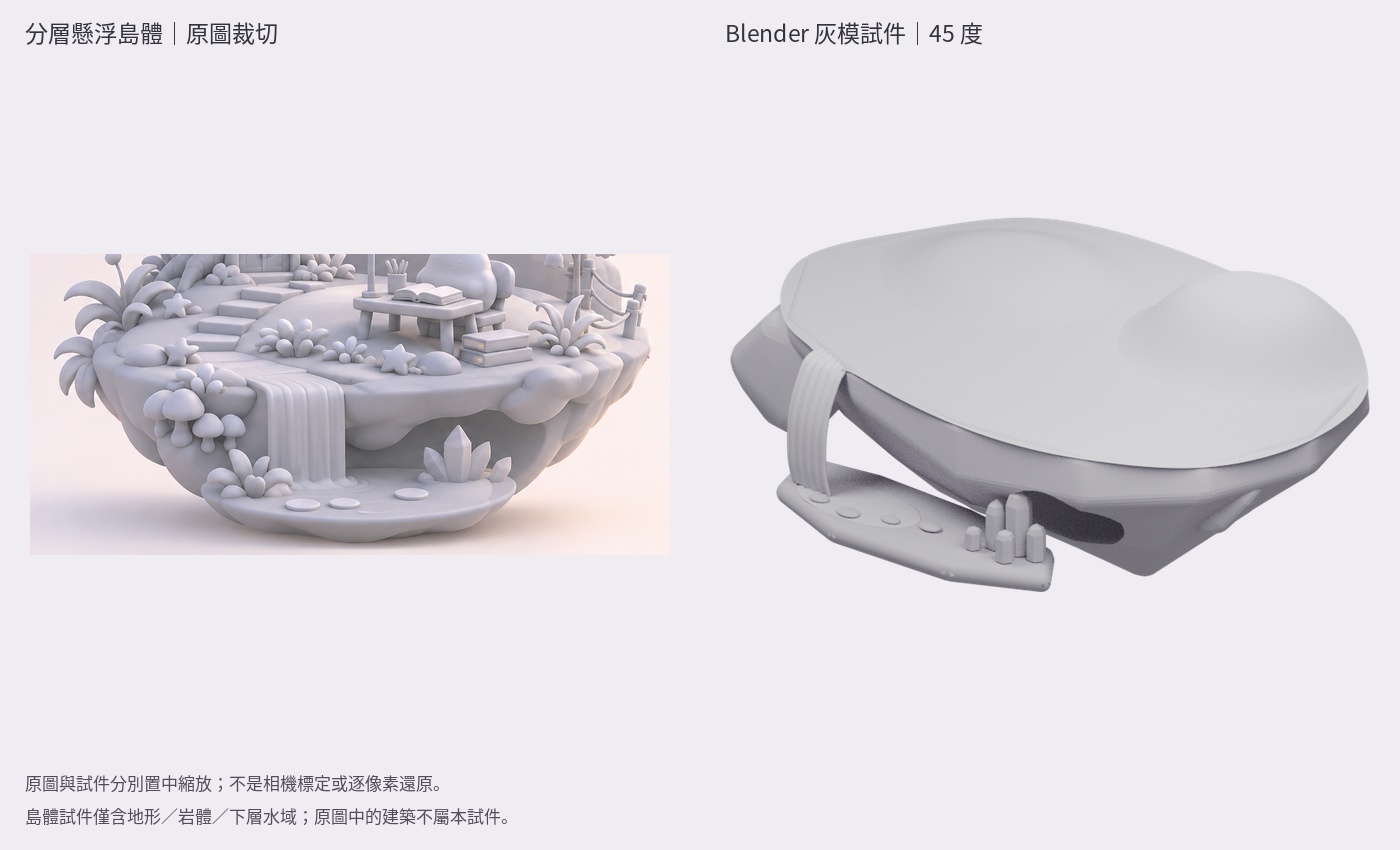 分層懸浮島體｜原圖裁切
Blender 灰模試件｜45 度
原圖與試件分別置中縮放；不是相機標定或逐像素還原。
島體試件僅含地形／岩體／下層水域；原圖中的建築不屬本試件。